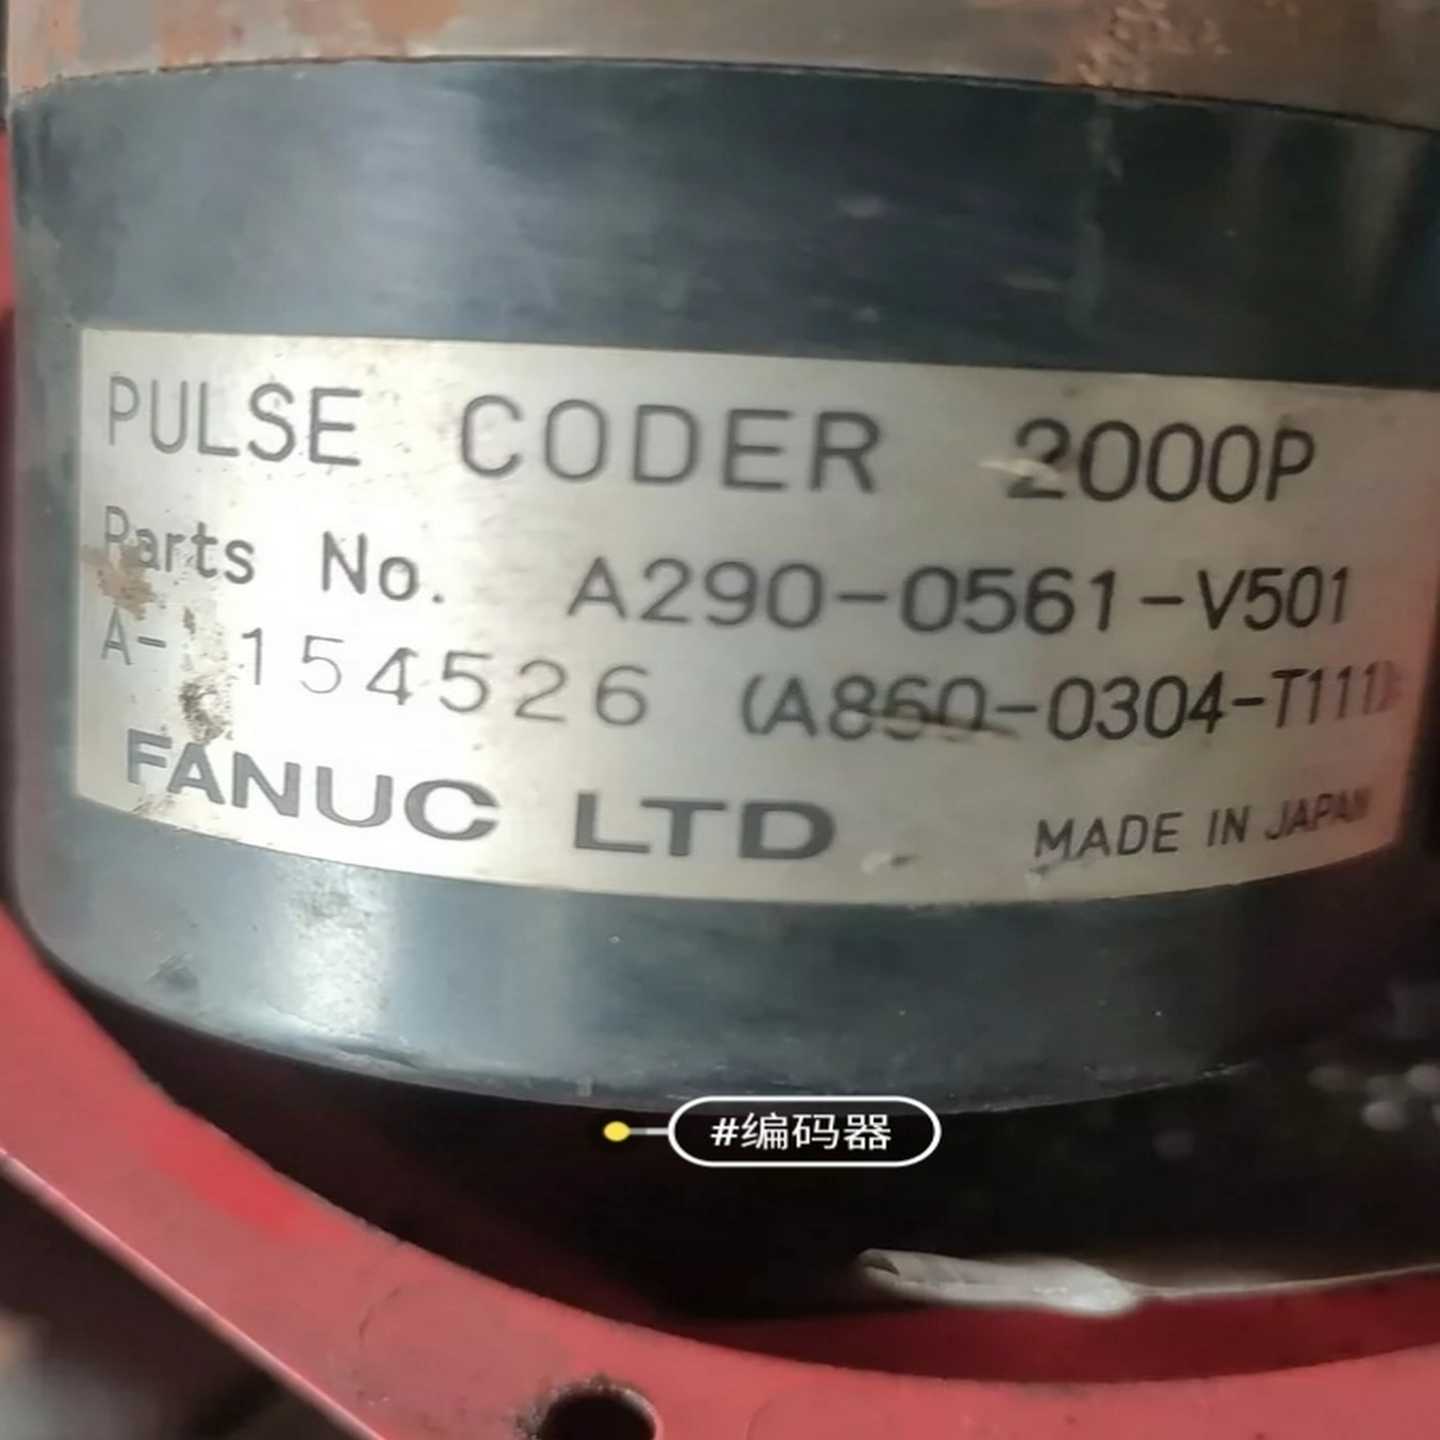 PULSE CODER 2000P
Parts No. A290-0561-V501
A- 154526 (A860-0304-T111)
FANUC LTD MADE IN JAPAN
#编码器